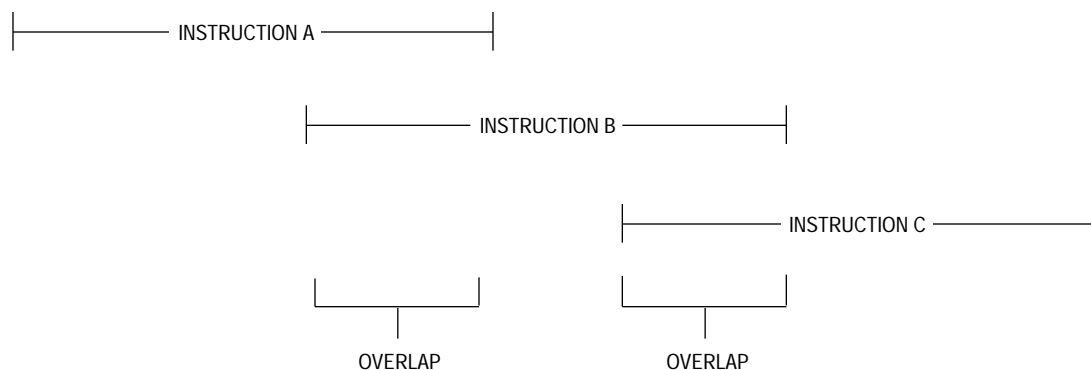 INSTRUCTION A
INSTRUCTION B
INSTRUCTION C
OVERLAP
OVERLAP